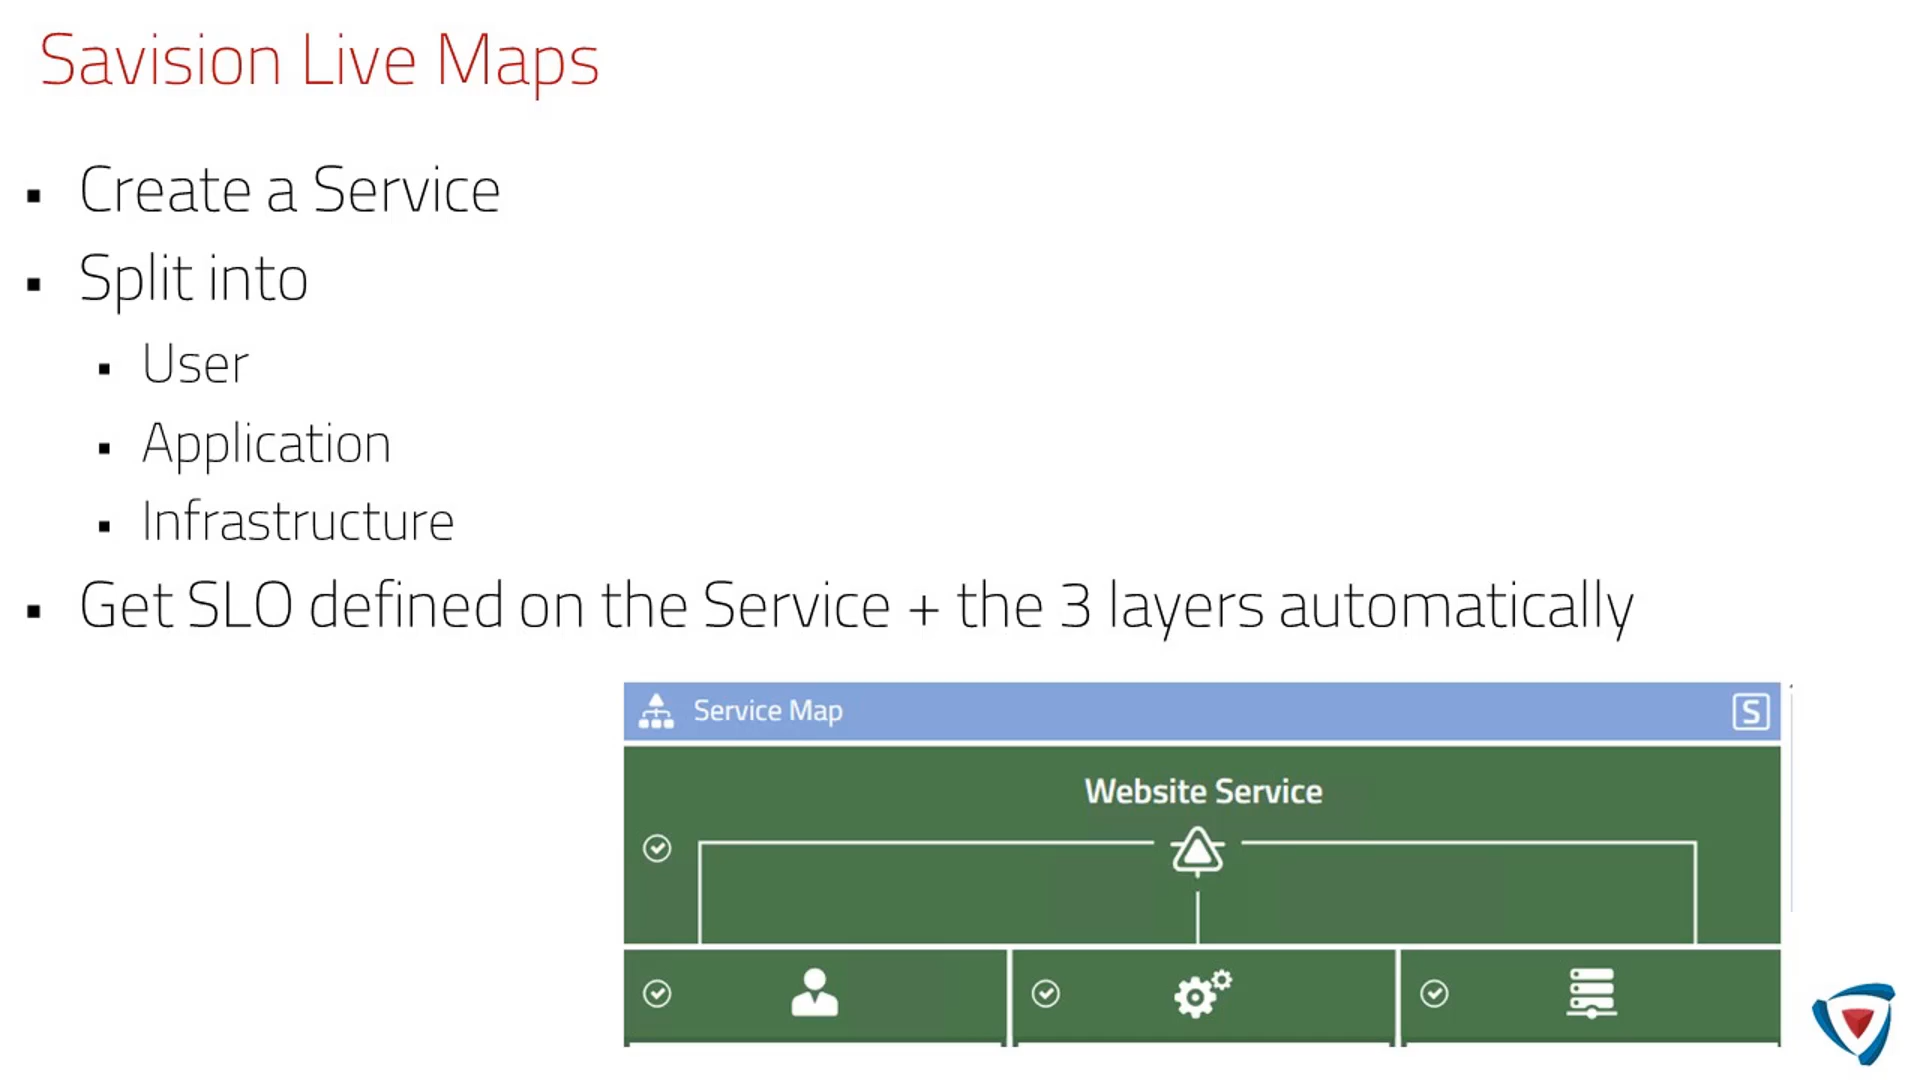 Savision Live Maps
Create a Service
Split into
User
Application
Infrastructure
Get SLO defined on the Service + the 3 layers automatically
Service Map
S
Website Service